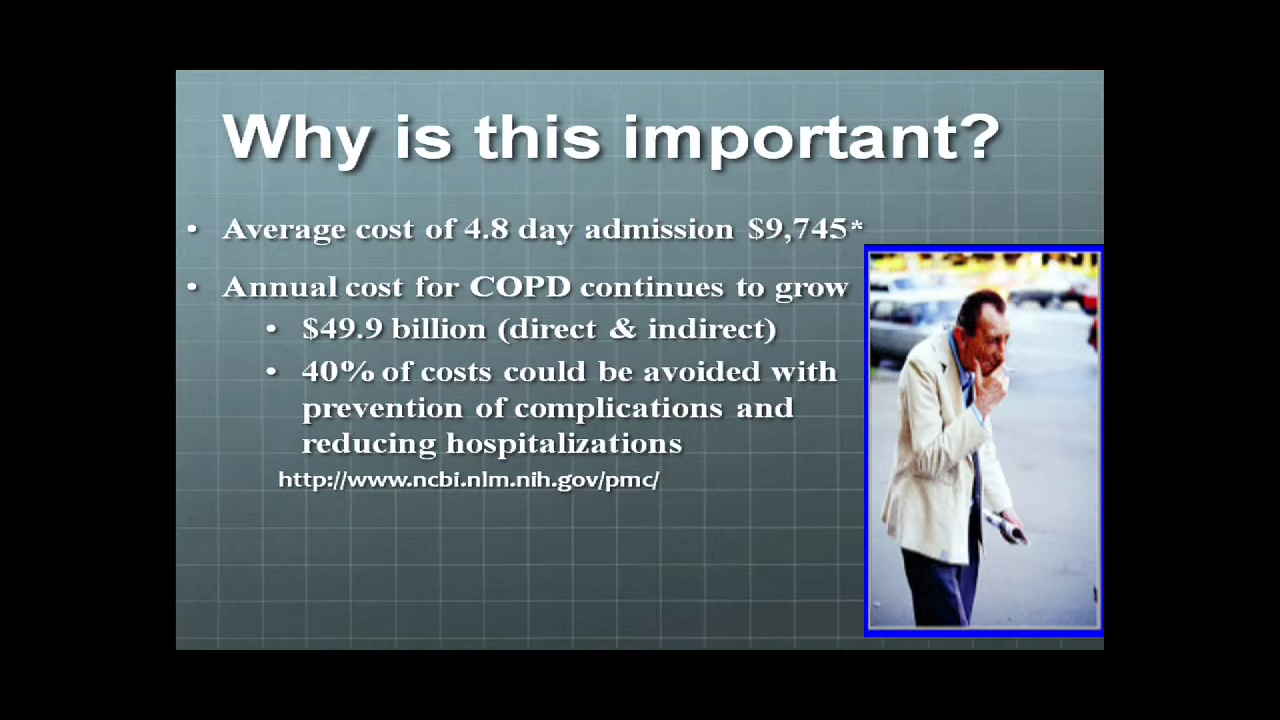 Why is this important?
• Average cost of 4.8 day admission $9,745*
• Annual cost for COPD continues to grow
• $49.9 billion (direct & indirect)
• 40% of costs could be avoided with
prevention of complications and
reducing hospitalizations
http://www.ncbi.nlm.nih.gov/pmc/